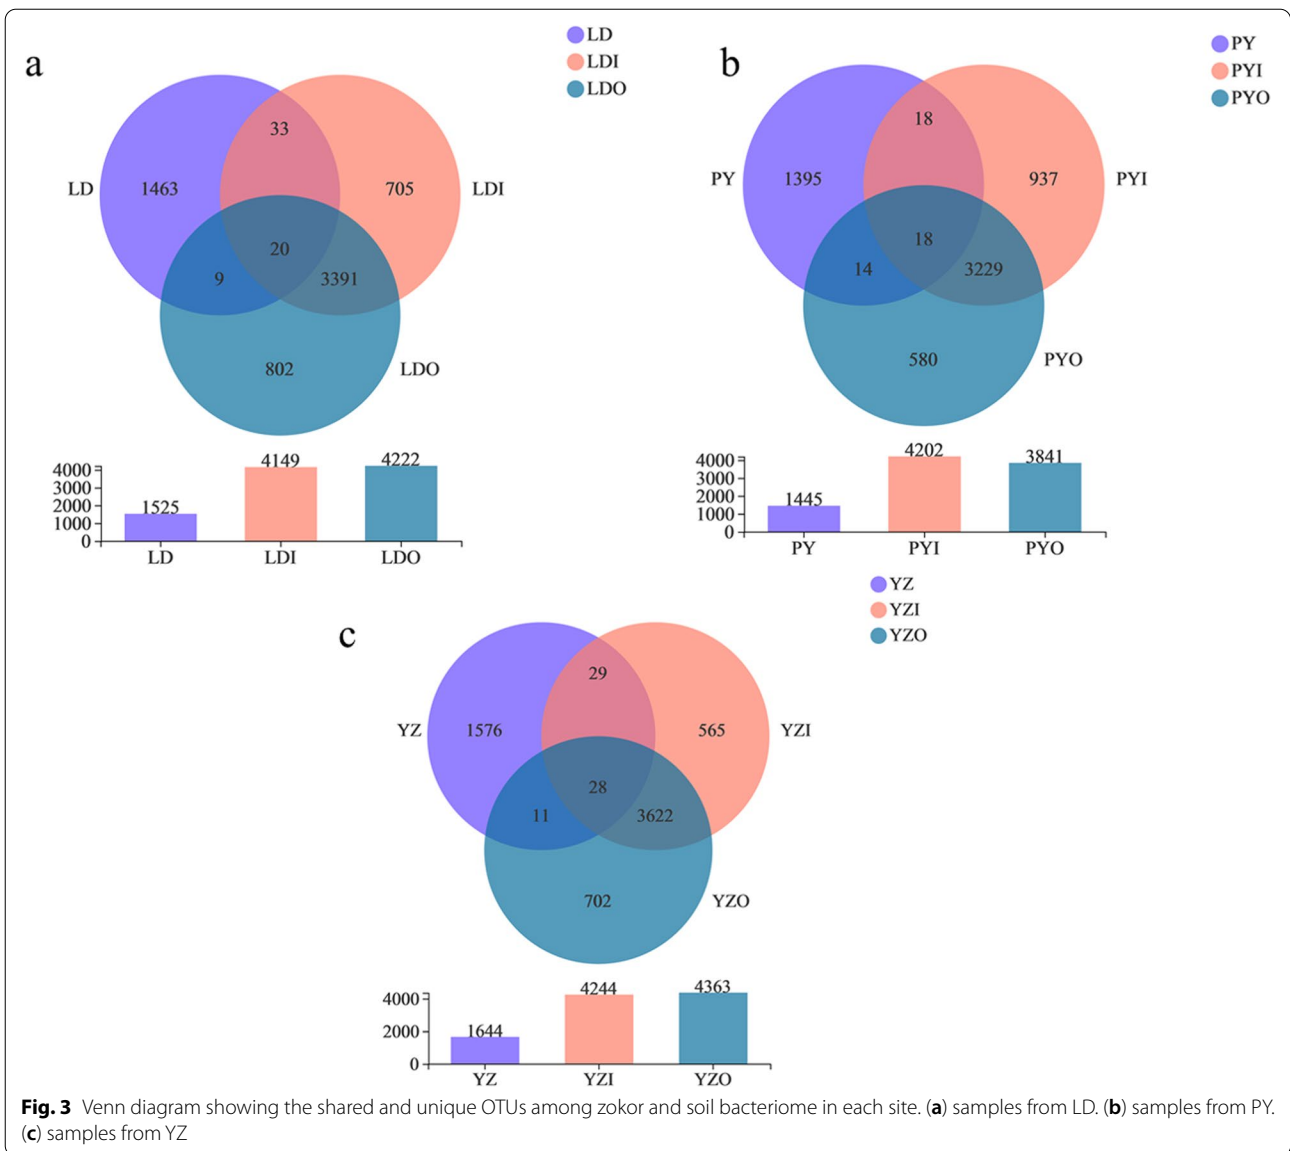 a
LD
LDI
LDO
33
LD
1463
705
LDI
20
9
3391
802
LDO
4000
3000
2000
1000
0
1525
4149
4222
LD
LDI
LDO
b
PY
PYI
PYO
18
PY
1395
937
PYI
18
14
3229
580
PYO
4000
3000
2000
1000
0
1445
4202
3841
PY
PYI
PYO
c
YZ
YZI
YZO
29
YZ
1576
565
YZI
28
11
3622
702
YZO
4000
2000
0
1644
4244
4363
YZ
YZI
YZO
Fig. 3 Venn diagram showing the shared and unique OTUs among zokor and soil bacteriome in each site. (a) samples from LD. (b) samples from PY.
(c) samples from YZ